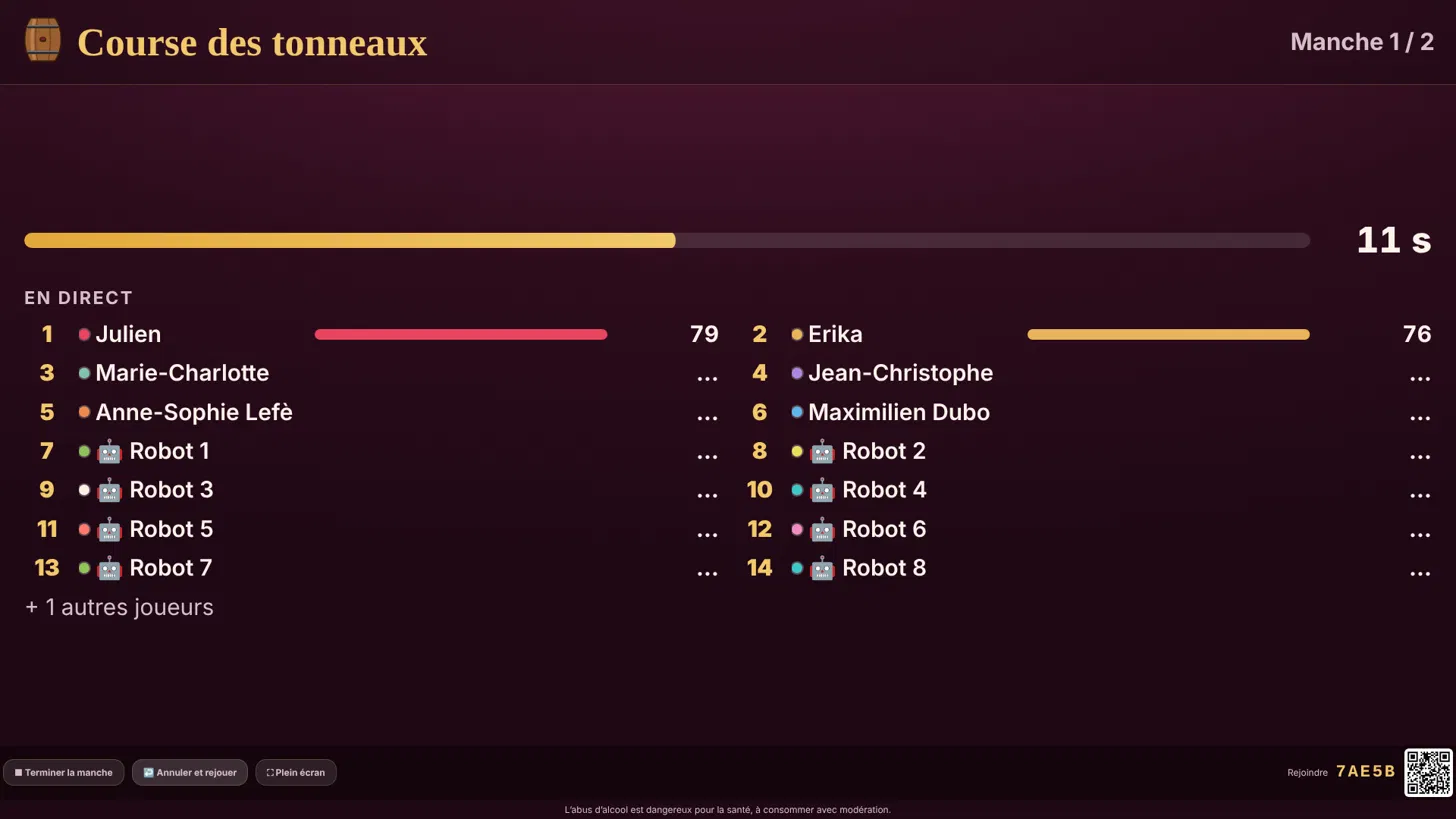 Course des tonneaux
Manche 1 / 2
11 s
EN DIRECT
1 Julien 79
2 Erika 76
3 Marie-Charlotte ...
4 Jean-Christophe ...
5 Anne-Sophie Lefè ...
6 Maximilien Dubo ...
7 Robot 1 ...
8 Robot 2 ...
9 Robot 3 ...
10 Robot 4 ...
11 Robot 5 ...
12 Robot 6 ...
13 Robot 7 ...
14 Robot 8 ...
+ 1 autres joueurs
Terminer la manche
Annuler et rejouer
Plein écran
Rejoindre 7AE5B
L'abus d'alcool est dangereux pour la santé, à consommer avec modération.